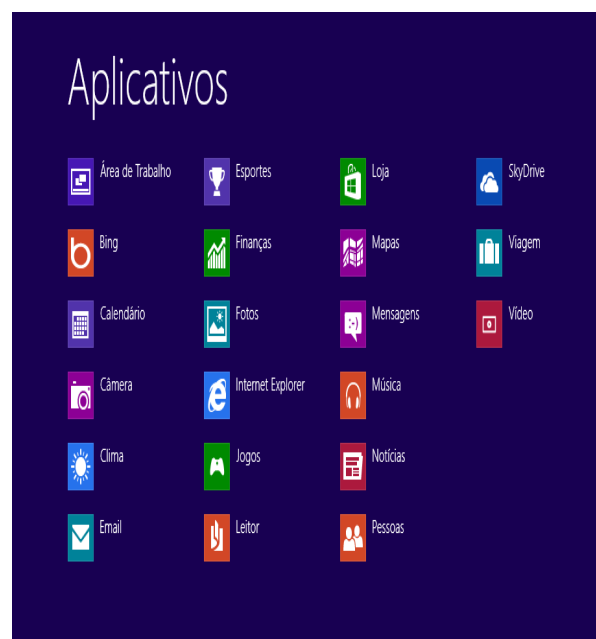 Aplicativos
Área de Trabalho
Bing
Calendário
Câmera
Clima
Email
Esportes
Finanças
Fotos
Internet Explorer
Jogos
Leitor
Loja
Mapas
Mensagens
Música
Notícias
Pessoas
SkyDrive
Viagem
Vídeo